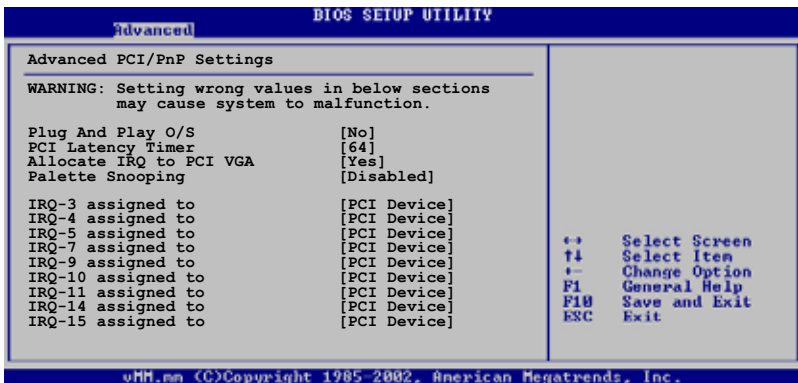 BIOS SETUP UTILITY
Advanced
Advanced PCI/PnP Settings
WARNING: Setting wrong values in below sections
may cause system to malfunction.
Plug And Play O/S [No]
PCI Latency Timer [64]
Allocate IRQ to PCI VGA [Yes]
Palette Snooping [Disabled]
IRQ-3 assigned to [PCI Device]
IRQ-4 assigned to [PCI Device]
IRQ-5 assigned to [PCI Device]
IRQ-7 assigned to [PCI Device]
IRQ-9 assigned to [PCI Device]
IRQ-10 assigned to [PCI Device]
IRQ-11 assigned to [PCI Device]
IRQ-14 assigned to [PCI Device]
IRQ-15 assigned to [PCI Device]
↔ Select Screen
↑↓ Select Item
+- Change Option
F1 General Help
F10 Save and Exit
ESC Exit
vMM.mm (C)Copyright 1985-2002, American Megatrends, Inc.